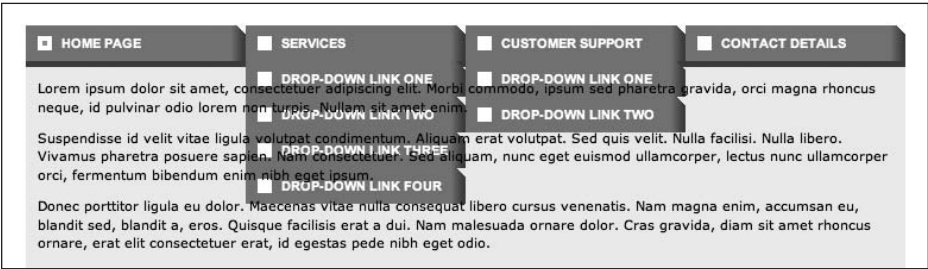 HOME PAGE SERVICES CUSTOMER SUPPORT CONTACT DETAILS
DROP-DOWN LINK ONE DROP-DOWN LINK ONE
Lorem ipsum dolor sit amet, consectetuer adipiscing elit. Morbi commodo, ipsum sed pharetra gravida, orci magna rhoncus
neque, id pulvinar odio lorem non turpis. Nullam sit amet enim.
DROP-DOWN LINK TWO DROP-DOWN LINK TWO
Suspendisse id velit vitae ligula volutpat condimentum. Aliquam erat volutpat. Sed quis velit. Nulla facilisi. Nulla libero.
DROP-DOWN LINK THREE
Vivamus pharetra posuere sapien. Nam consectetuer. Sed aliquam, nunc eget euismod ullamcorper, lectus nunc ullamcorper
orci, fermentum bibendum enim nibh eget ipsum.
DROP-DOWN LINK FOUR
Donec porttitor ligula eu dolor. Maecenas vitae nulla consequat libero cursus venenatis. Nam magna enim, accumsan eu,
blandit sed, blandit a, eros. Quisque facilisis erat a dui. Nam malesuada ornare dolor. Cras gravida, diam sit amet rhoncus
ornare, erat elit consectetuer erat, id egestas pede nibh eget odio.